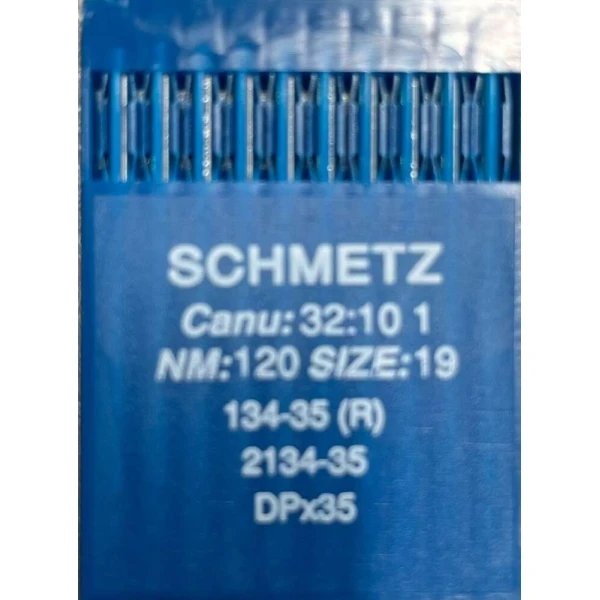 SCHMETZ
Canu: 32:10 1
NM:120 SIZE:19
134-35 (R)
2134-35
DPx35